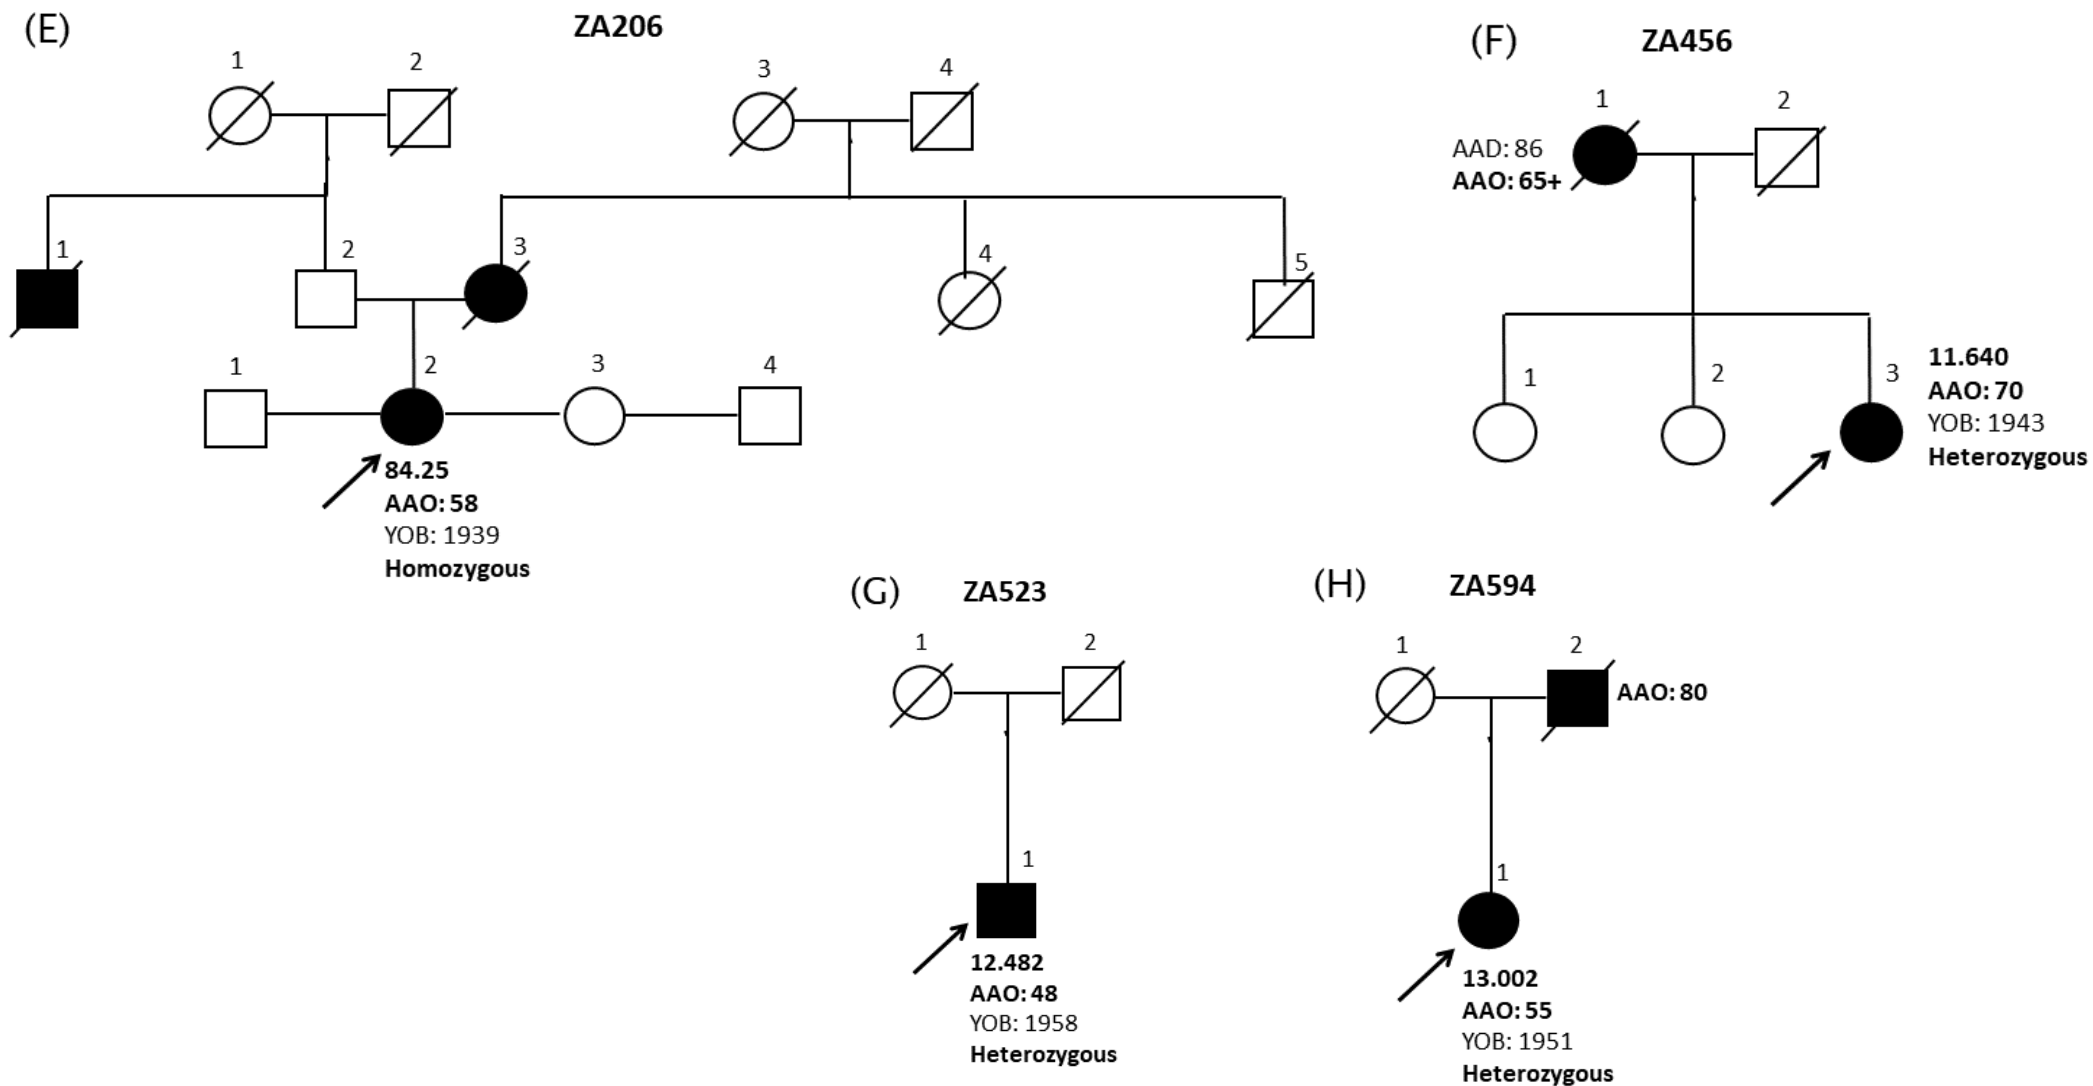 (E)
ZA206
1
2
3
4
1
2
3
4
5
1
2
3
4
84.25
AAO: 58
YOB: 1939
Homozygous
(F)
ZA456
1
2
AAD: 86
AAO: 65+
1
2
3
11.640
AAO: 70
YOB: 1943
Heterozygous
(G)
ZA523
1
2
1
12.482
AAO: 48
YOB: 1958
Heterozygous
(H)
ZA594
1
2
AAO: 80
1
13.002
AAO: 55
YOB: 1951
Heterozygous